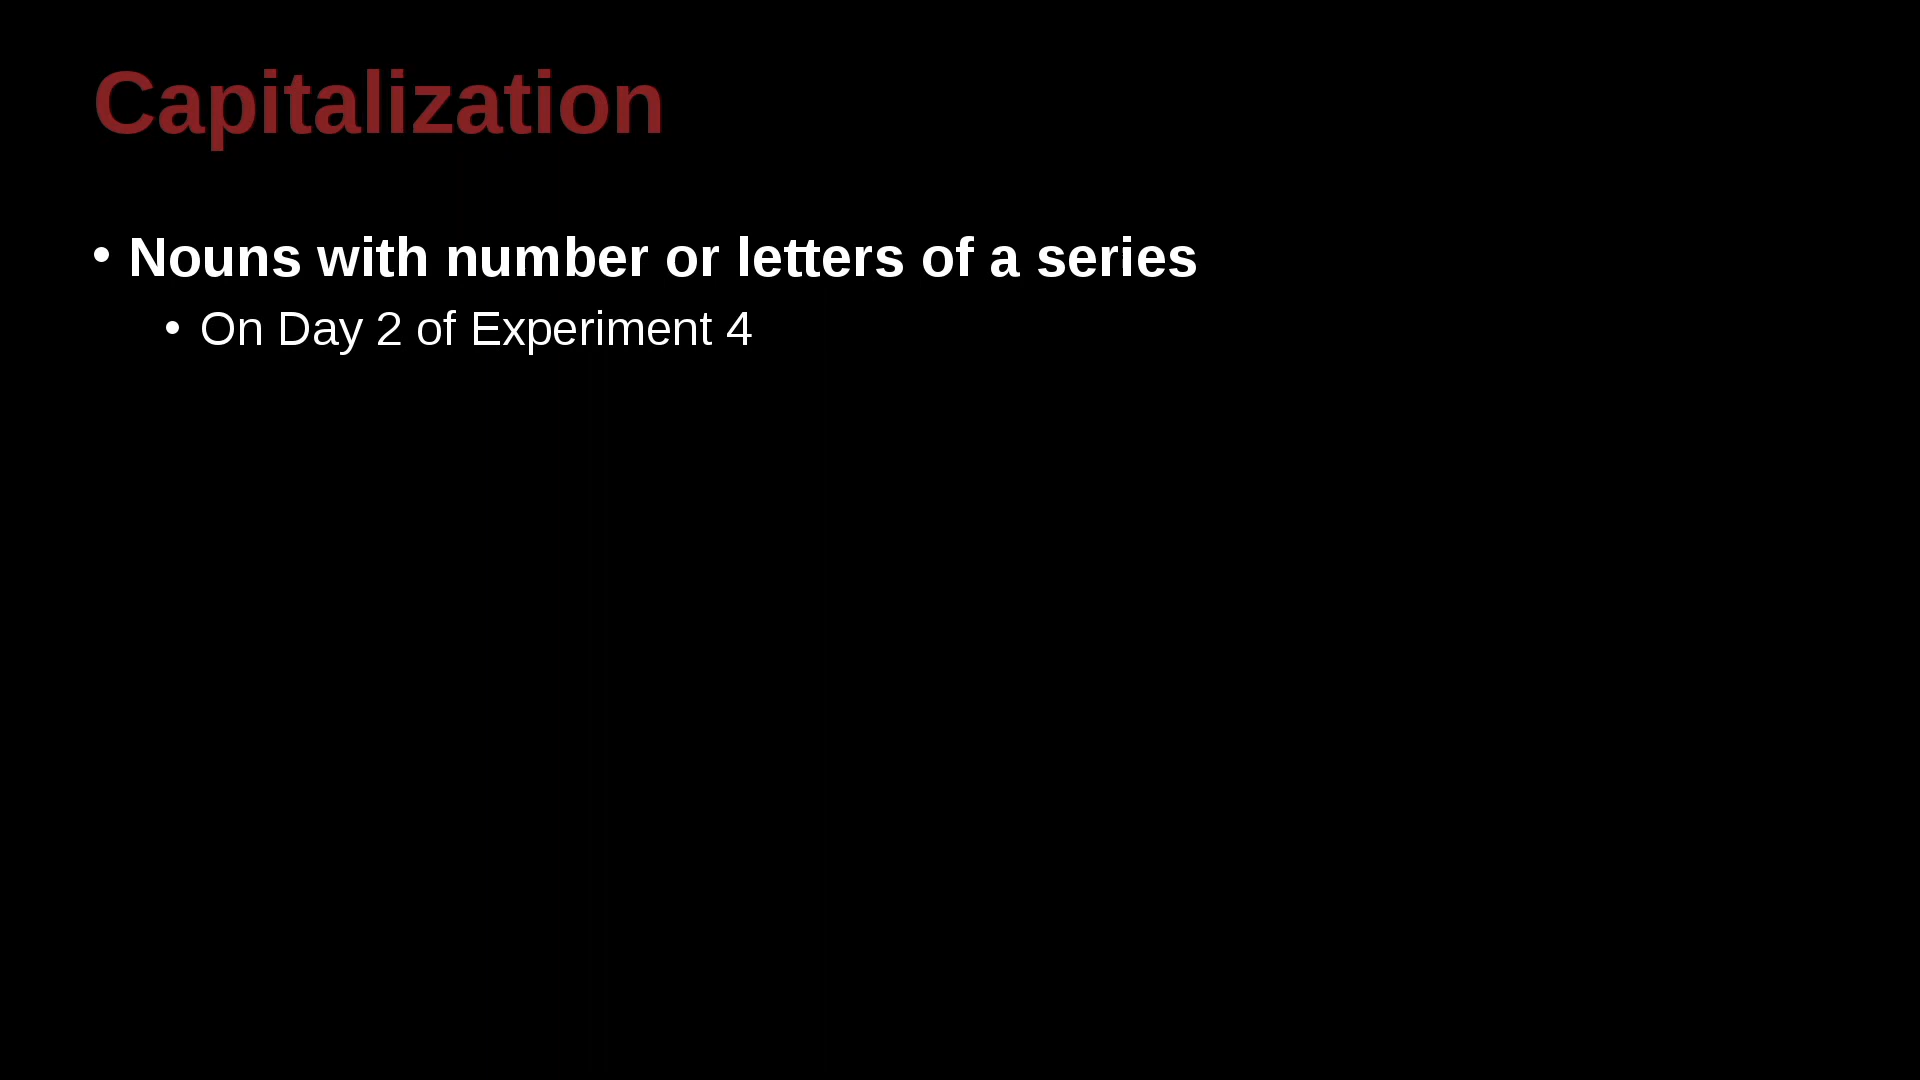 Capitalization
• Nouns with number or letters of a series
• On Day 2 of Experiment 4